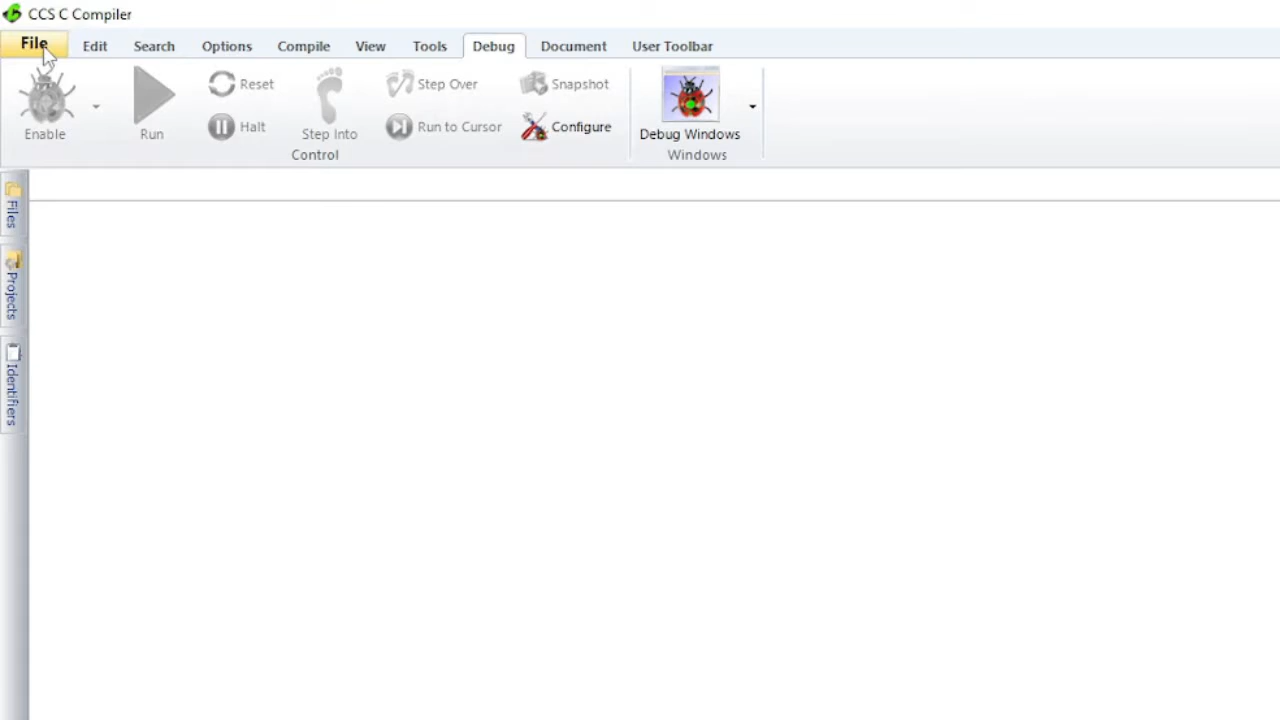 CCS C Compiler
File Edit Search Options Compile View Tools Debug Document User Toolbar
Enable
Run
Reset
Halt
Step Into
Step Over
Run to Cursor
Snapshot
Configure
Control
Debug Windows
Windows
Files
Projects
Identifiers